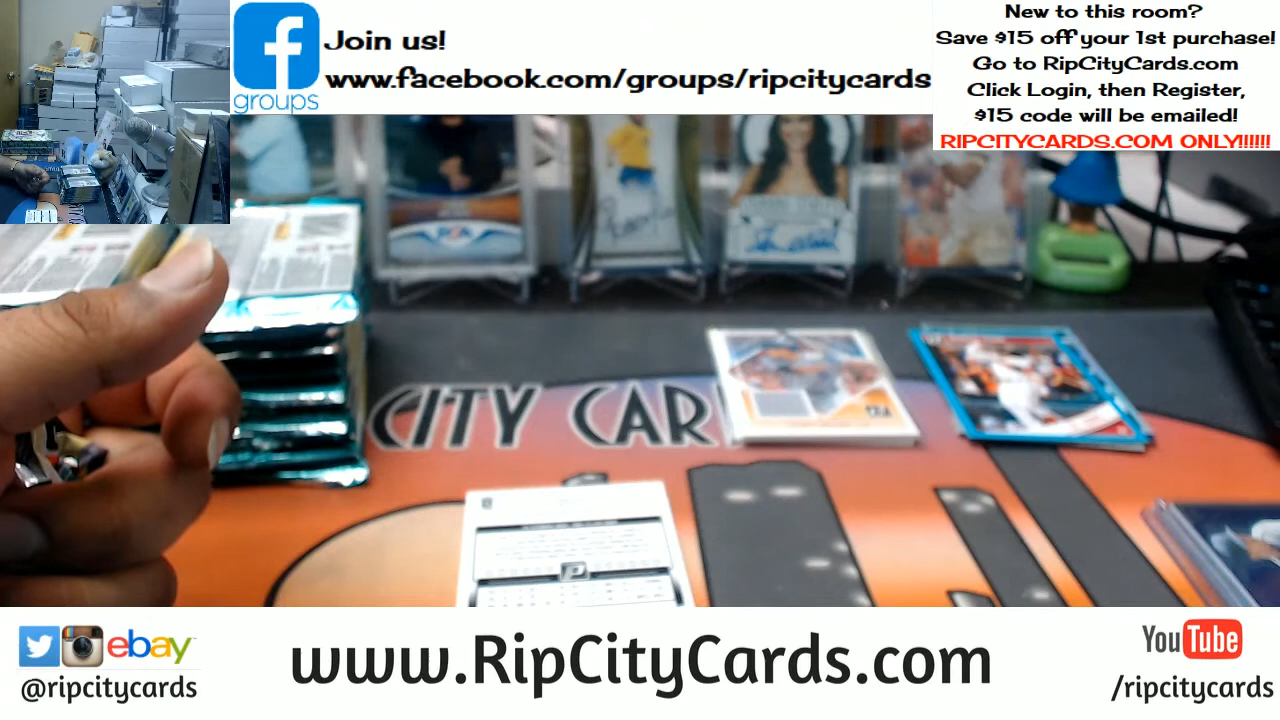 Join us!
www.facebook.com/groups/ripcitycards
groups
New to this room?
Save $15 off your 1st purchase!
Go to RipCityCards.com
Click Login, then Register,
$15 code will be emailed!
RIPCITYCARDS.COM ONLY!!!!!!
CITY CAR
P
ebay
@ripcitycards
www.RipCityCards.com
YouTube
/ripcitycards